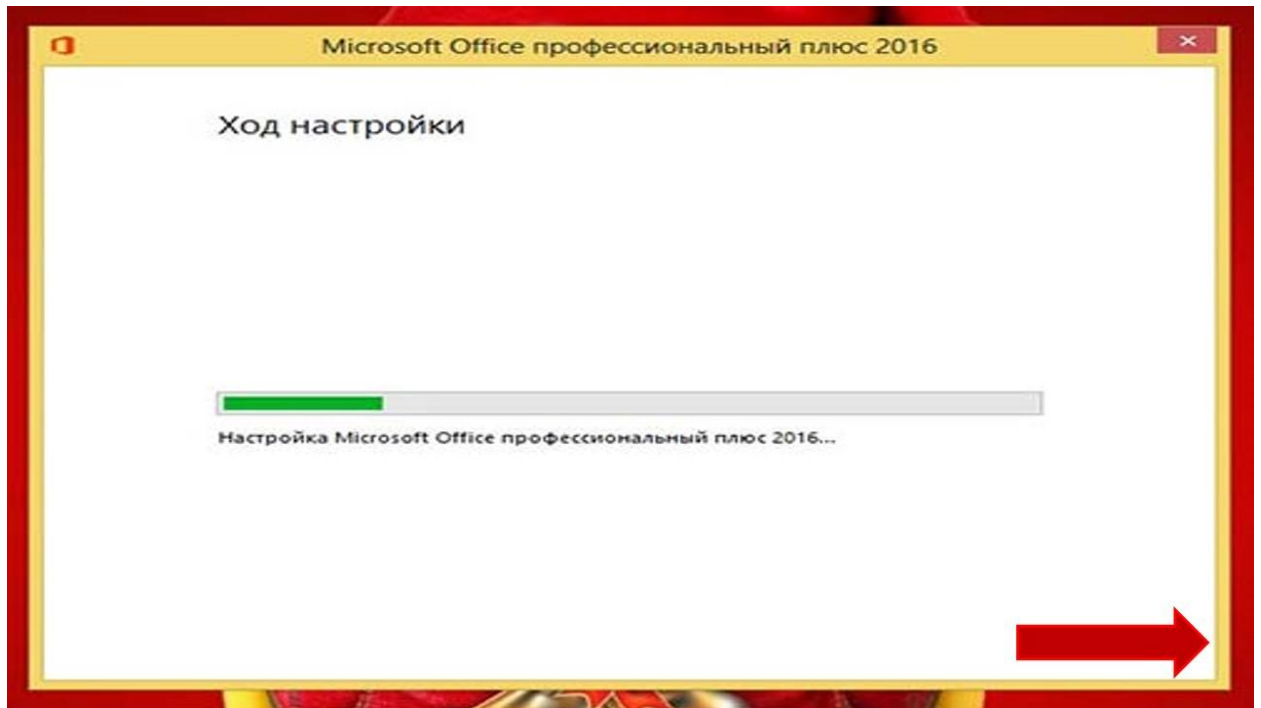 Microsoft Office профессиональный плюс 2016
Ход настройки
Настройка Microsoft Office профессиональный плюс 2016...